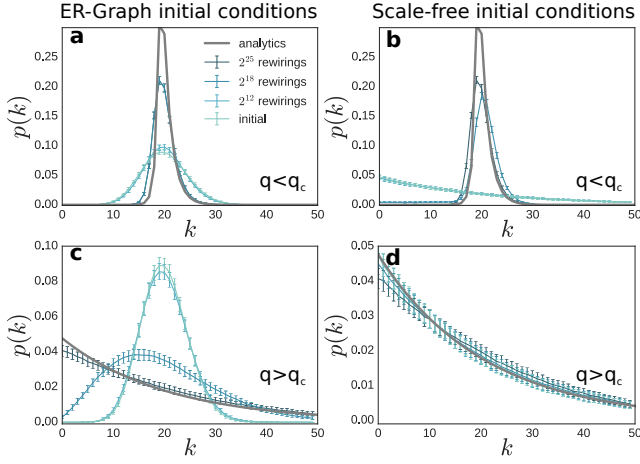 ER-Graph initial conditions
Scale-free initial conditions
a
0.25
0.20
0.15
0.10
0.05
0.00
p(k)
analytics
2^25 rewirings
2^18 rewirings
2^12 rewirings
initial
q<q_c
0 10 20 30 40 50
k
b
0.25
0.20
0.15
0.10
0.05
0.00
p(k)
q<q_c
0 10 20 30 40 50
k
c
0.10
0.08
0.06
0.04
0.02
0.00
p(k)
q>q_c
0 10 20 30 40 50
k
d
0.05
0.04
0.03
0.02
0.01
0.00
p(k)
q>q_c
0 10 20 30 40 50
k